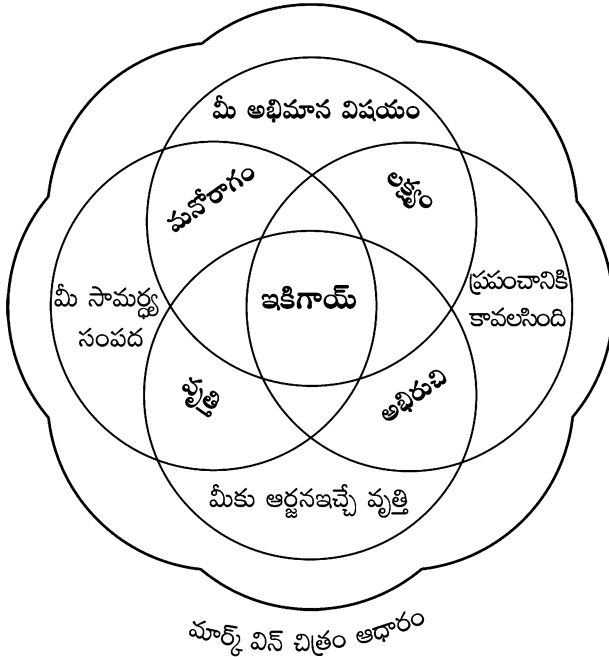 మీ అభిమాన విషయం
మనోరాగం
లక్ష్యం
మీ సామర్థ్య
సంపద
ఇకిగాయ్
ప్రపంచానికి
కావలసింది
వృత్తి
అభిరుచి
మీకు ఆర్జనఇచ్చే వృత్తి
మార్క్ విన్ చిత్రం ఆధారం